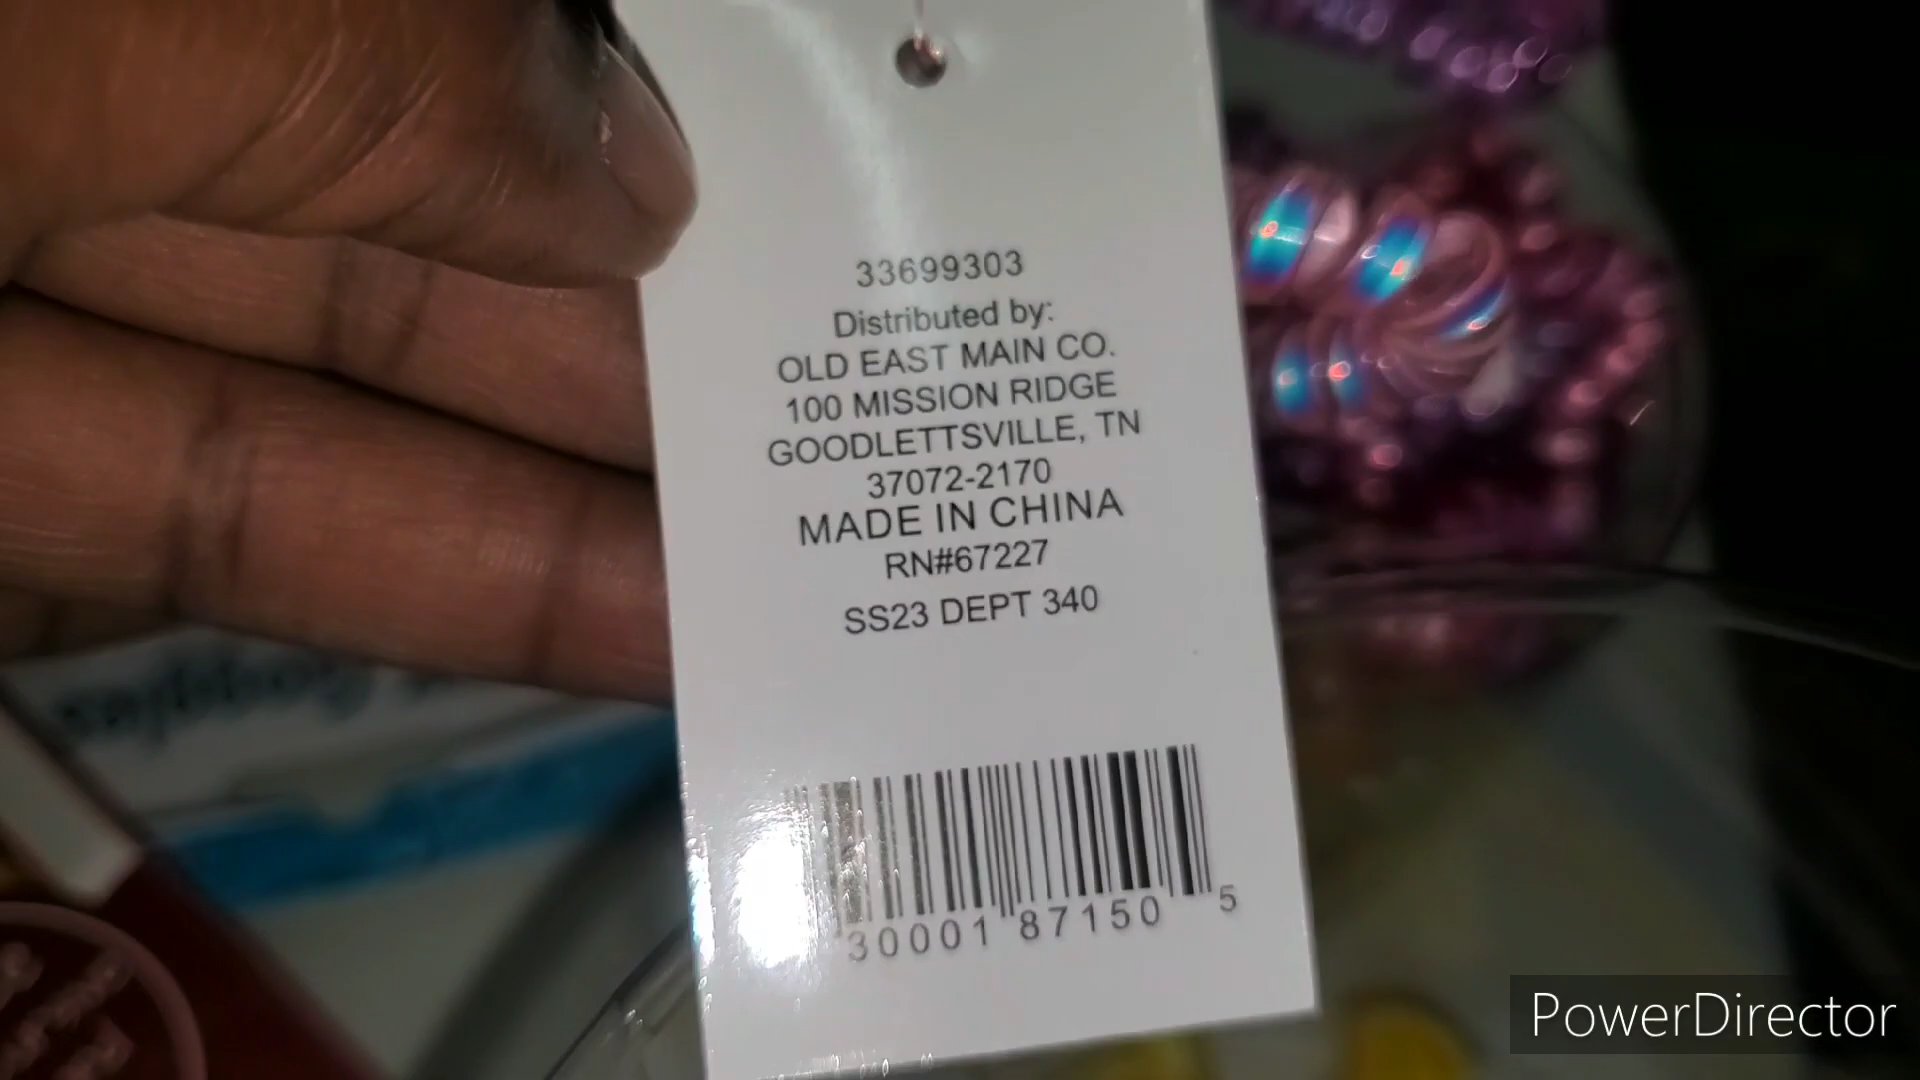 33699303
Distributed by:
OLD EAST MAIN CO.
100 MISSION RIDGE
GOODLETTSVILLE, TN
37072-2170
MADE IN CHINA
RN#67227
SS23 DEPT 340
30001 87150 5
Goggles
PowerDirector